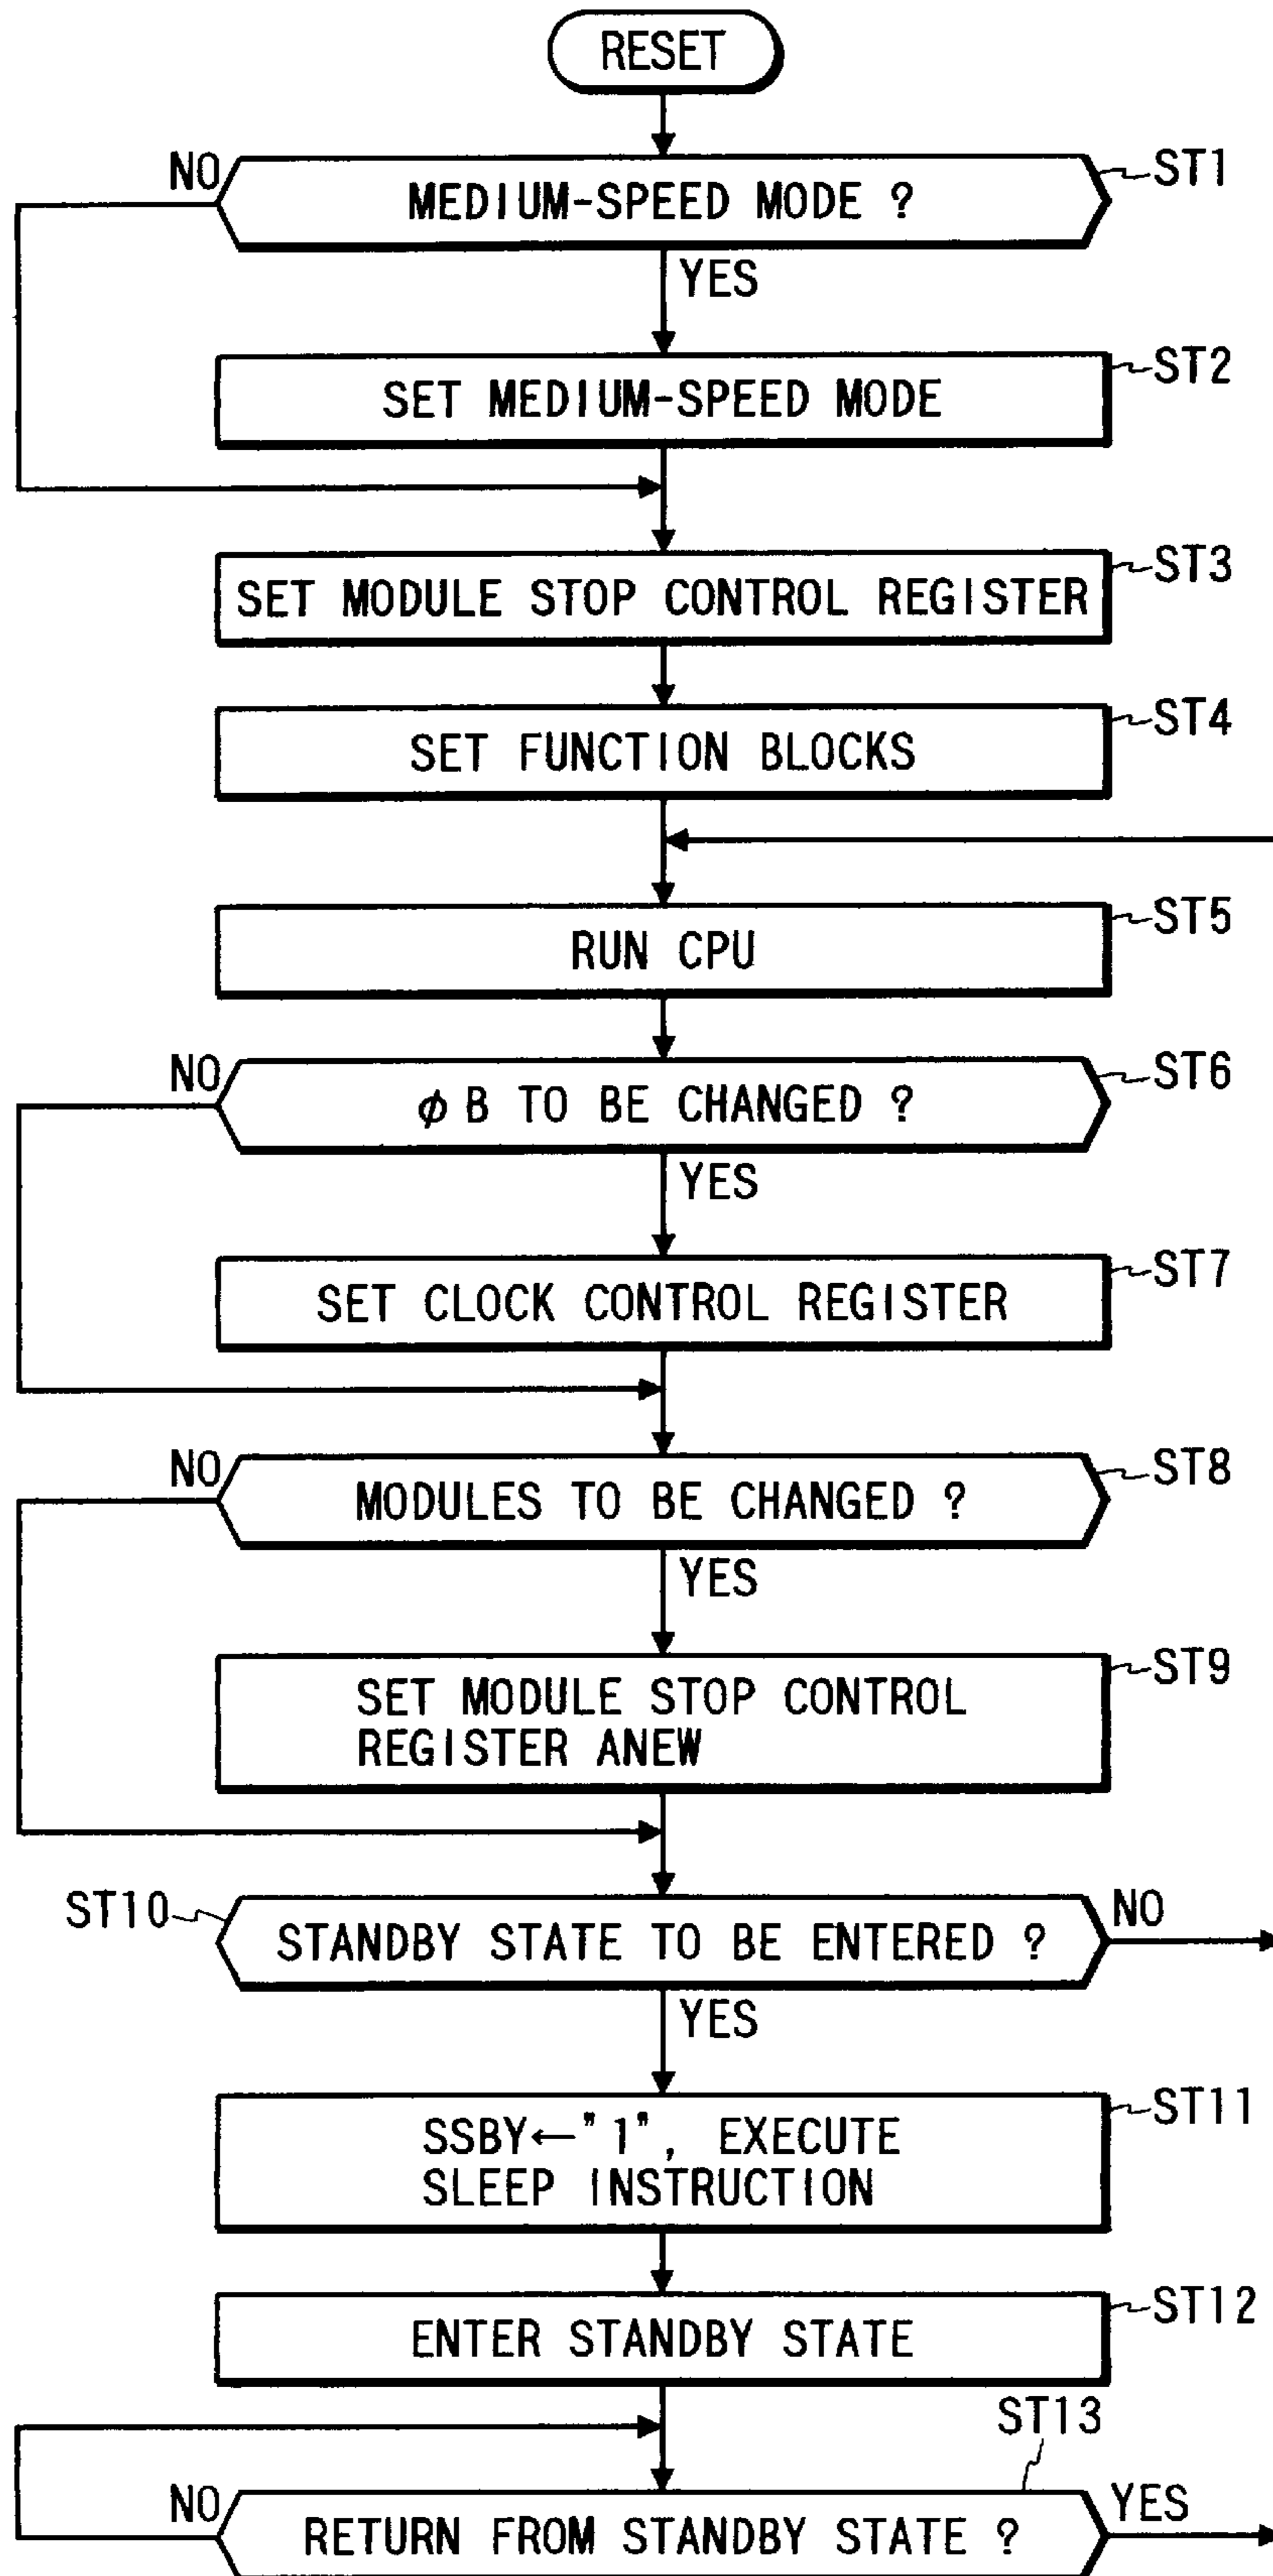 RESET
NO
MEDIUM-SPEED MODE ?
ST1
YES
SET MEDIUM-SPEED MODE
ST2
SET MODULE STOP CONTROL REGISTER
ST3
SET FUNCTION BLOCKS
ST4
RUN CPU
ST5
NO
φ B TO BE CHANGED ?
ST6
YES
SET CLOCK CONTROL REGISTER
ST7
NO
MODULES TO BE CHANGED ?
ST8
YES
SET MODULE STOP CONTROL
REGISTER ANEW
ST9
ST10
STANDBY STATE TO BE ENTERED ?
NO
YES
SSBY←"1", EXECUTE
SLEEP INSTRUCTION
ST11
ENTER STANDBY STATE
ST12
ST13
NO
RETURN FROM STANDBY STATE ?
YES